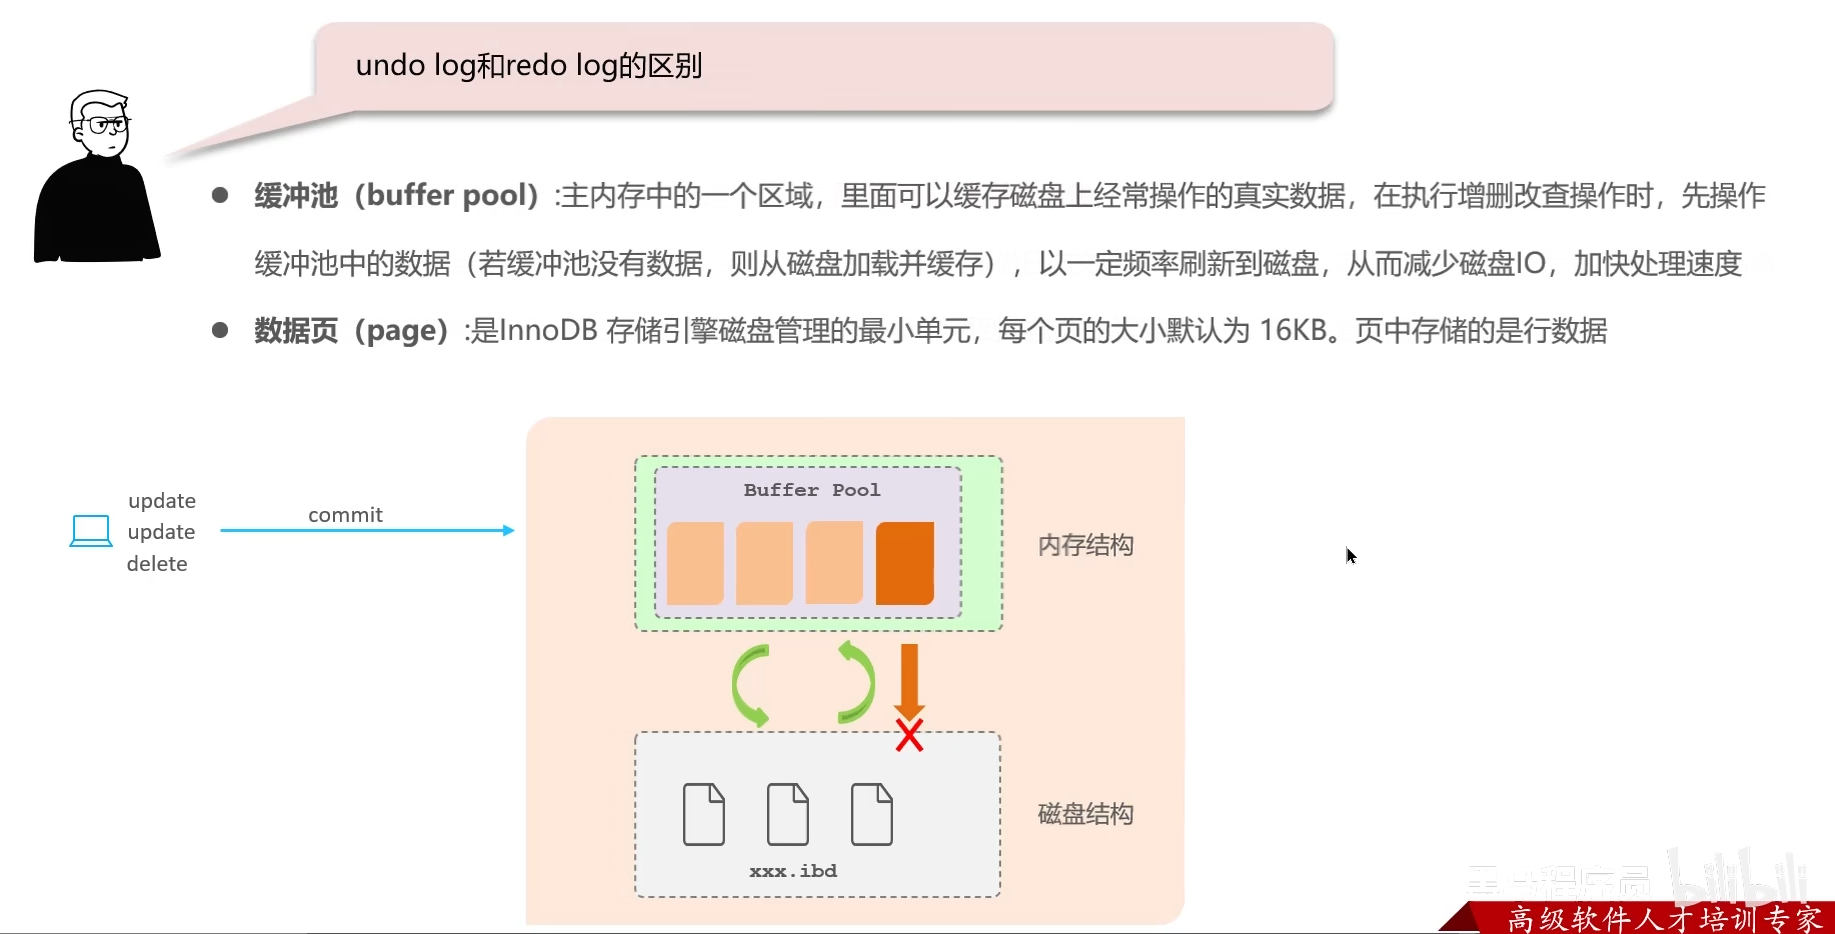 undo log和redo log的区别
缓冲池（buffer pool）:主内存中的一个区域，里面可以缓存磁盘上经常操作的真实数据，在执行增删改查操作时，先操作
缓冲池中的数据（若缓冲池没有数据，则从磁盘加载并缓存），以一定频率刷新到磁盘，从而减少磁盘IO，加快处理速度
数据页（page）:是InnoDB 存储引擎磁盘管理的最小单元，每个页的大小默认为 16KB。页中存储的是行数据
update
update
delete
commit
Buffer Pool
内存结构
磁盘结构
xxx.ibd
黑马程序员
bilibili
高级软件人才培训专家